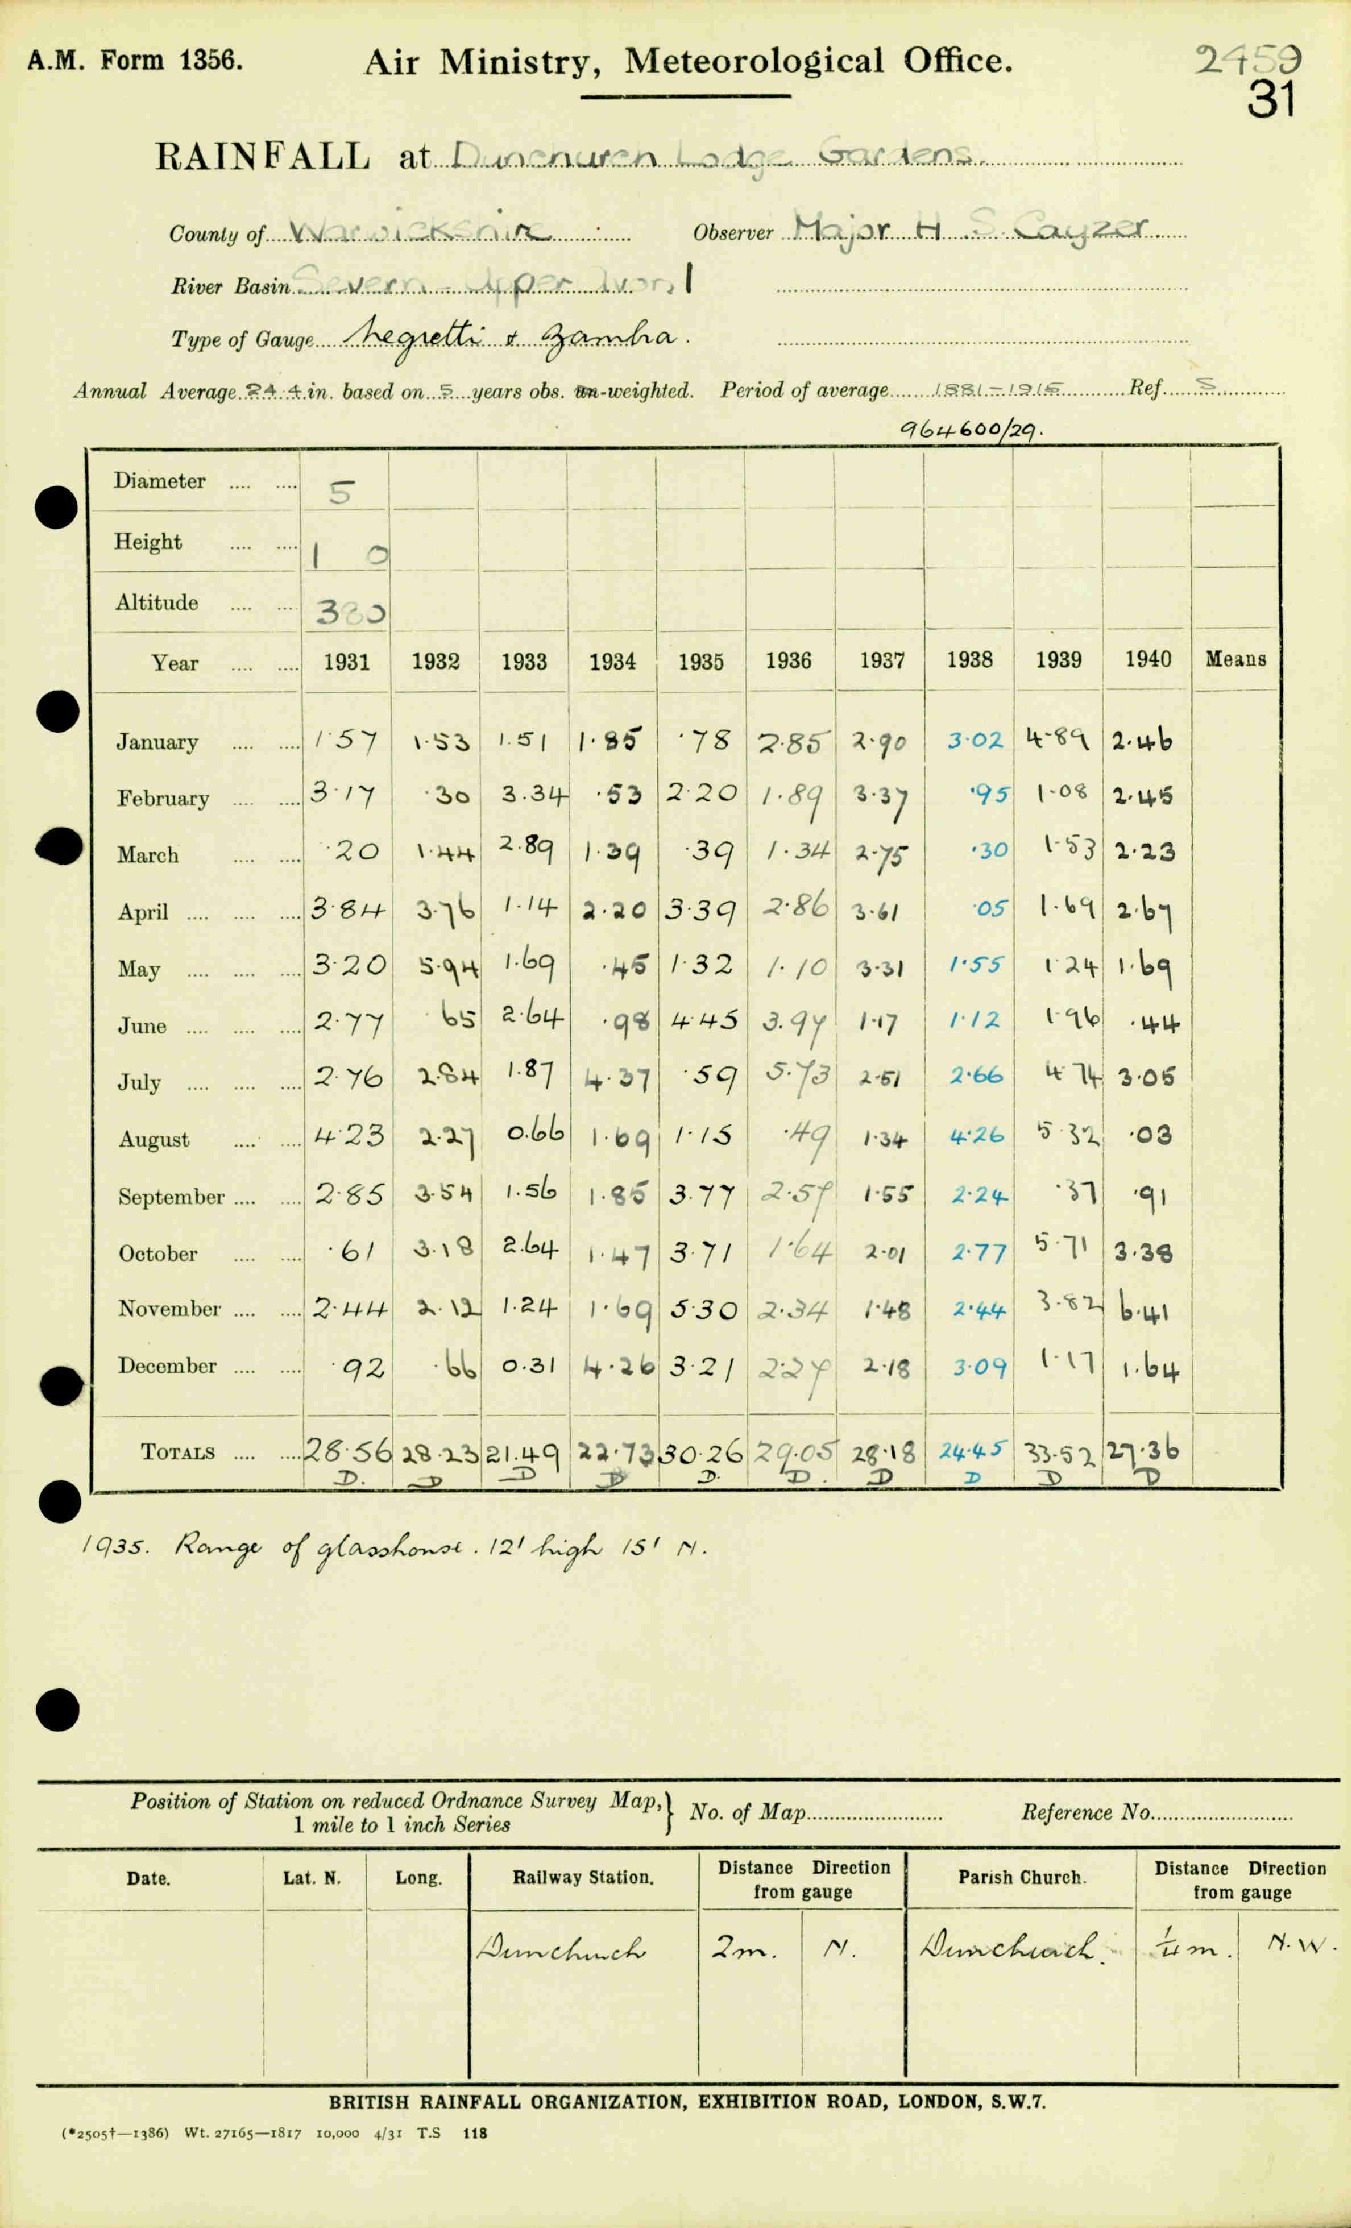 A.M. Form 1356. Air Ministry, Meteorological Office. 2459
31
RAINFALL at Dunchurch Lodge Gardens.
County of Warwickshire Observer Major H. S. Cayzer
River Basin Severn - Upper Avon 1
Type of Gauge Negretti & Zambra.
Annual Average 24.4 in. based on 5 years obs. un-weighted. Period of average 1881-1915 Ref. S
964600/29.
Diameter .... .... 5
Height .... .... 1 0
Altitude .... .... 380
Year .... .... 1931 1932 1933 1934 1935 1936 1937 1938 1939 1940 Means
January .... .... 1.57 1.53 1.51 1.85 .78 2.85 2.90 3.02 4.89 2.46
February .... .... 3.17 .30 3.34 .53 2.20 1.89 3.37 .95 1.08 2.45
March .... .... .20 1.44 2.89 1.39 .39 1.34 2.75 .30 1.53 2.23
April .... .... .... 3.84 3.76 1.14 2.20 3.39 2.86 3.61 .05 1.69 2.67
May .... .... .... 3.20 5.94 1.69 .45 1.32 1.10 3.31 1.55 1.24 1.69
June .... .... .... 2.77 .65 2.64 .98 4.45 3.97 1.17 1.12 1.96 .44
July .... .... .... 2.76 2.84 1.87 4.37 .59 5.73 2.51 2.66 4.74 3.05
August .... .... 4.23 2.27 0.66 1.69 1.15 .49 1.34 4.26 5.32 .03
September .... .... 2.85 3.54 1.56 1.85 3.77 2.57 1.55 2.24 .37 .91
October .... .... .61 3.18 2.64 1.47 3.71 1.64 2.01 2.77 5.71 3.38
November .... .... 2.44 2.12 1.24 1.69 5.30 2.34 1.48 2.44 3.82 6.41
December .... .... .92 .66 0.31 4.26 3.21 2.27 2.18 3.09 1.17 1.64
TOTALS .... .... 28.56 28.23 21.49 22.73 30.26 29.05 28.18 24.45 33.52 27.36
D. D D D D. D. D D D D
1935. Range of glasshouse. 12' high 15' N.
Position of Station on reduced Ordnance Survey Map, } No. of Map Reference No.
1 mile to 1 inch Series
Date. Lat. N. Long. Railway Station. Distance Direction from gauge Parish Church. Distance Direction from gauge
Dunchurch 2m. N. Dunchurch. ¼ m. N.W.
BRITISH RAINFALL ORGANIZATION, EXHIBITION ROAD, LONDON, S.W.7.
(*2505†—1386) Wt. 27165—1817 10,000 4/31 T.S 118